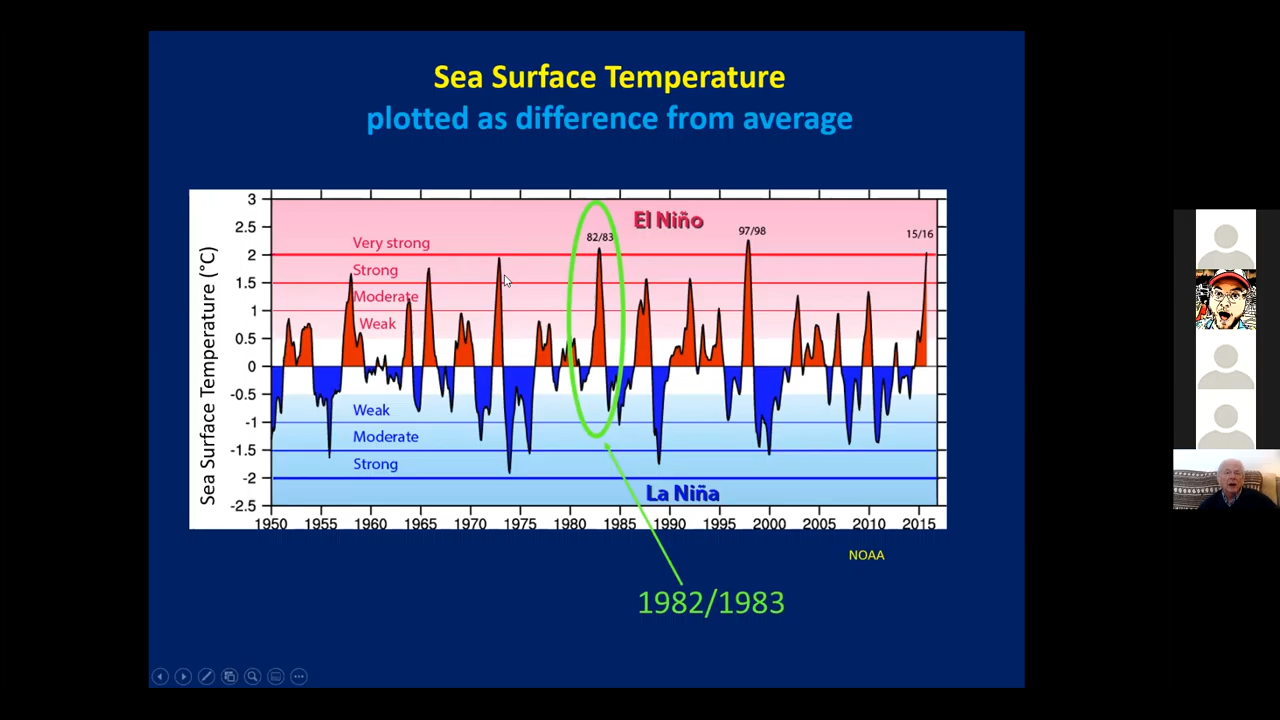 Sea Surface Temperature
plotted as difference from average
Sea Surface Temperature (°C)
3
2.5
2
1.5
1
0.5
0
-0.5
-1
-1.5
-2
-2.5
El Niño
82/83
97/98
15/16
Very strong
Strong
Moderate
Weak
Weak
Moderate
Strong
La Niña
1950 1955 1960 1965 1970 1975 1980 1985 1990 1995 2000 2005 2010 2015
NOAA
1982/1983